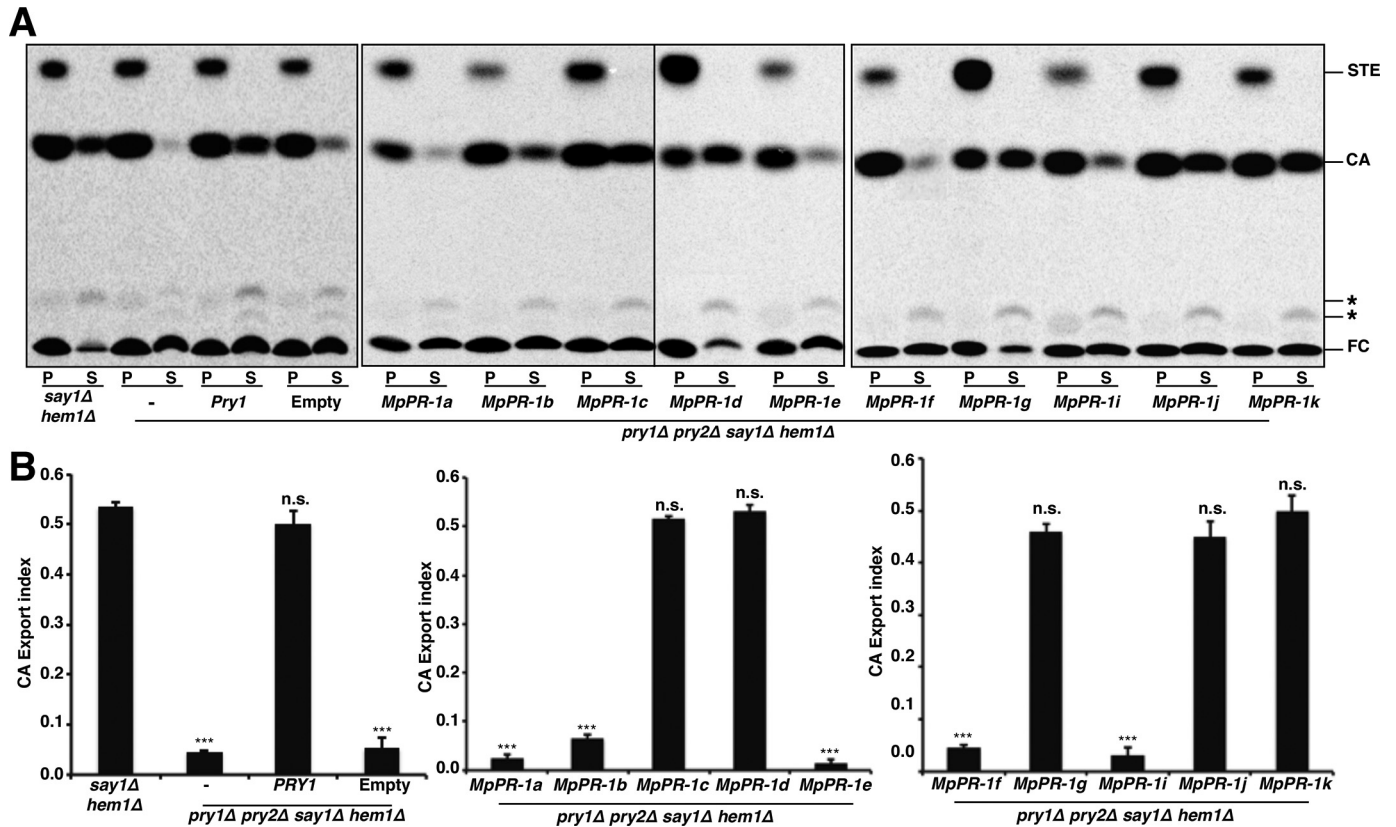 A
STE
CA
*
*
FC
P S P S P S P S P S P S P S P S P S P S P S P S P S P S
say1Δ hem1Δ - Pry1 Empty MpPR-1a MpPR-1b MpPR-1c MpPR-1d MpPR-1e MpPR-1f MpPR-1g MpPR-1i MpPR-1j MpPR-1k
pry1Δ pry2Δ say1Δ hem1Δ
B
CA Export index
0.6
0.5
0.4
0.3
0.2
0.1
0.0
***
n.s.
***
say1Δ hem1Δ - PRY1 Empty
pry1Δ pry2Δ say1Δ hem1Δ
CA Export index
0.6
0.5
0.4
0.3
0.2
0.1
0.0
***
***
n.s.
n.s.
***
MpPR-1a MpPR-1b MpPR-1c MpPR-1d MpPR-1e
pry1Δ pry2Δ say1Δ hem1Δ
CA Export index
0.6
0.5
0.4
0.3
0.2
0.1
0.0
***
n.s.
***
n.s.
n.s.
MpPR-1f MpPR-1g MpPR-1i MpPR-1j MpPR-1k
pry1Δ pry2Δ say1Δ hem1Δ